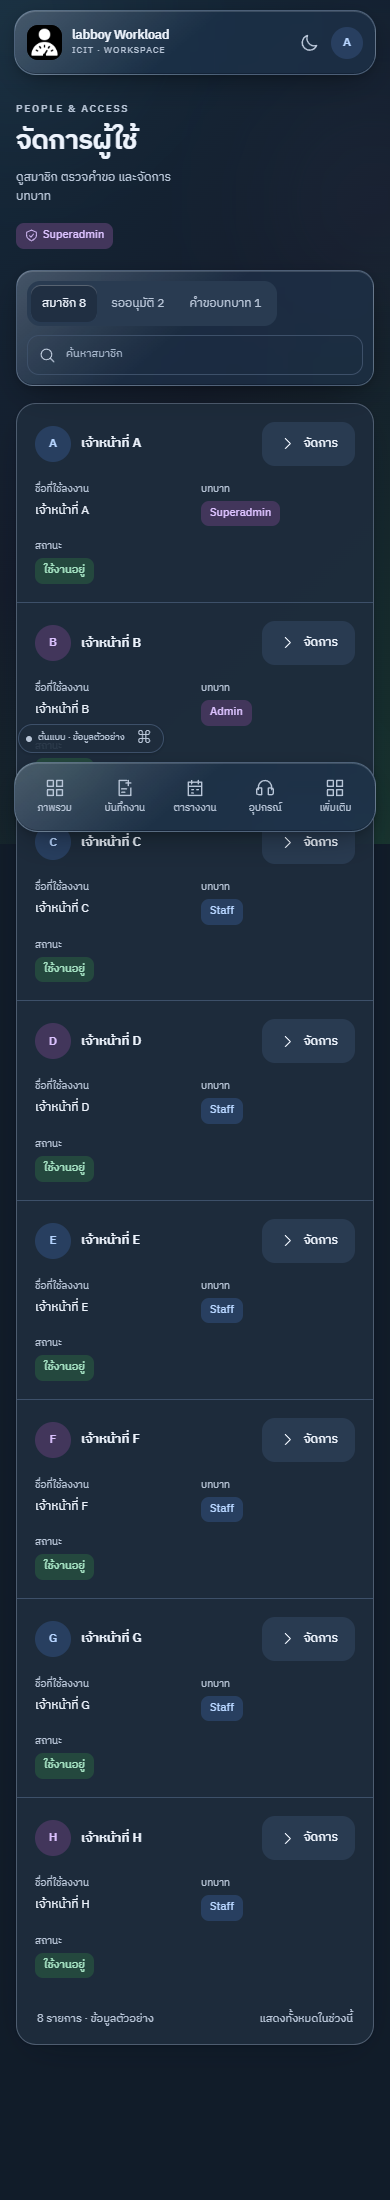 labboy Workload
ICIT · WORKSPACE
A
PEOPLE & ACCESS
จัดการผู้ใช้
ดูสมาชิก ตรวจคำขอ และจัดการ
บทบาท
Superadmin
สมาชิก 8 รออนุมัติ 2 คำขอบทบาท 1
ค้นหาสมาชิก
A เจ้าหน้าที่ A จัดการ
ชื่อที่ใช้ลงงาน บทบาท
เจ้าหน้าที่ A Superadmin
สถานะ
ใช้งานอยู่
B เจ้าหน้าที่ B จัดการ
ชื่อที่ใช้ลงงาน บทบาท
เจ้าหน้าที่ B Admin
ต้นแบบ · ข้อมูลตัวอย่าง
ภาพรวม บันทึกงาน ตารางงาน อุปกรณ์ เพิ่มเติม
C เจ้าหน้าที่ C จัดการ
ชื่อที่ใช้ลงงาน บทบาท
เจ้าหน้าที่ C Staff
สถานะ
ใช้งานอยู่
D เจ้าหน้าที่ D จัดการ
ชื่อที่ใช้ลงงาน บทบาท
เจ้าหน้าที่ D Staff
สถานะ
ใช้งานอยู่
E เจ้าหน้าที่ E จัดการ
ชื่อที่ใช้ลงงาน บทบาท
เจ้าหน้าที่ E Staff
สถานะ
ใช้งานอยู่
F เจ้าหน้าที่ F จัดการ
ชื่อที่ใช้ลงงาน บทบาท
เจ้าหน้าที่ F Staff
สถานะ
ใช้งานอยู่
G เจ้าหน้าที่ G จัดการ
ชื่อที่ใช้ลงงาน บทบาท
เจ้าหน้าที่ G Staff
สถานะ
ใช้งานอยู่
H เจ้าหน้าที่ H จัดการ
ชื่อที่ใช้ลงงาน บทบาท
เจ้าหน้าที่ H Staff
สถานะ
ใช้งานอยู่
8 รายการ · ข้อมูลตัวอย่าง แสดงทั้งหมดในช่วงนี้